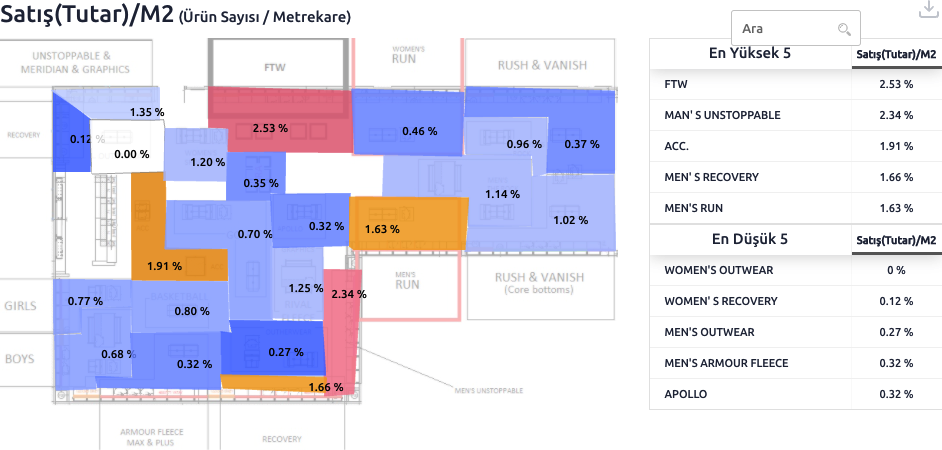 Satış(Tutar)/M2 (Ürün Sayısı / Metrekare)
Ara
UNSTOPPABLE &
MERIDIAN & GRAPHICS
FTW
WOMEN'S
RUN
RUSH & VANISH
RECOVERY
1.35 %
0.12 %
0.00 %
1.20 %
2.53 %
0.46 %
0.96 %
0.37 %
0.35 %
1.14 %
1.02 %
0.70 %
0.32 %
1.63 %
1.91 %
1.25 %
2.34 %
MEN'S
RUN
RUSH & VANISH
(Core bottoms)
GIRLS
0.77 %
BASKETBALL
0.80 %
BOYS
0.68 %
0.32 %
0.27 %
1.66 %
MEN'S UNSTOPPABLE
ARMOUR FLEECE
MAX & PLUS
RECOVERY
En Yüksek 5 Satış(Tutar)/M2
FTW 2.53 %
MAN' S UNSTOPPABLE 2.34 %
ACC. 1.91 %
MEN' S RECOVERY 1.66 %
MEN'S RUN 1.63 %
En Düşük 5 Satış(Tutar)/M2
WOMEN'S OUTWEAR 0 %
WOMEN' S RECOVERY 0.12 %
MEN'S OUTWEAR 0.27 %
MEN'S ARMOUR FLEECE 0.32 %
APOLLO 0.32 %